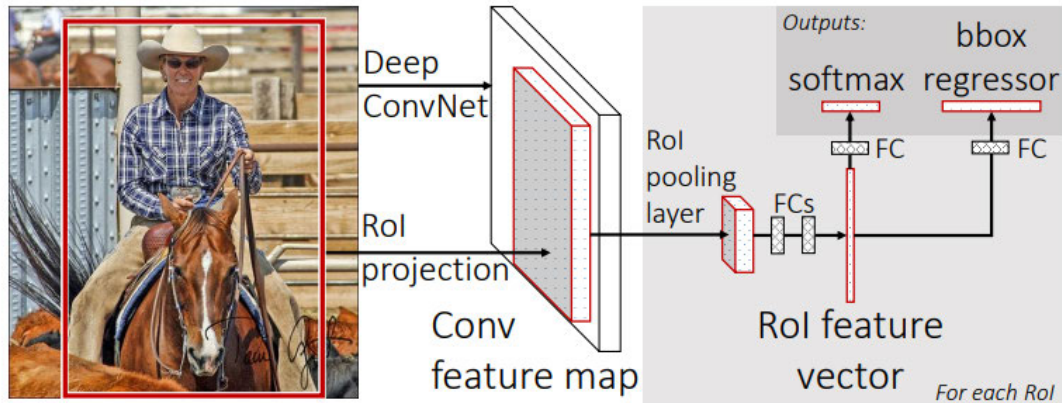 Deep
ConvNet
RoI
projection
Conv
feature map
RoI
pooling
layer
FCs
RoI feature
vector
Outputs:
softmax
bbox
regressor
FC
FC
For each RoI